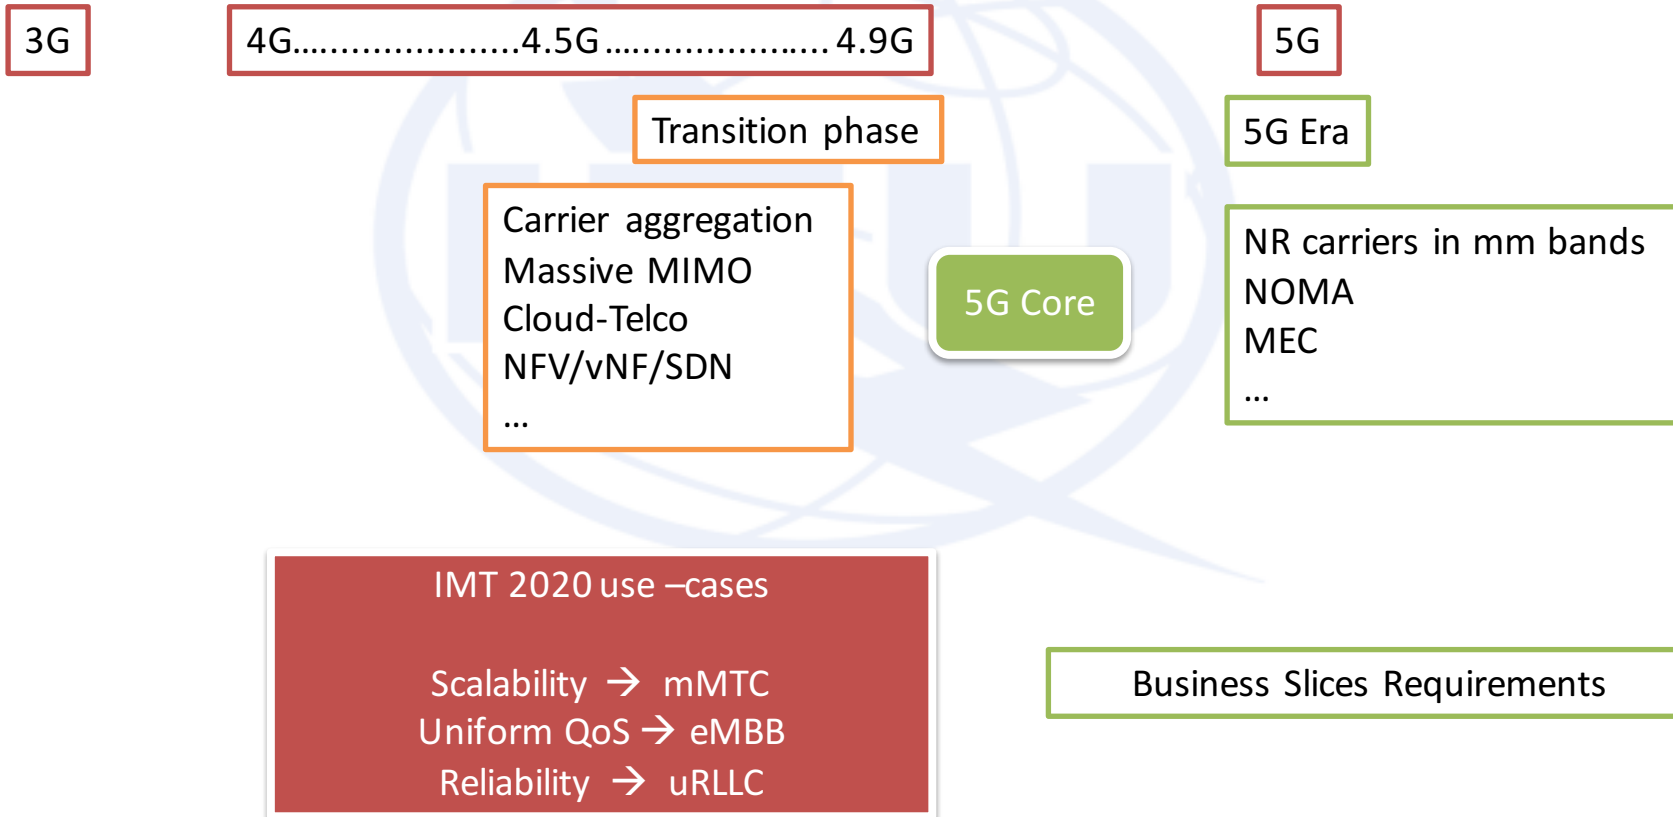 3G
4G......................4.5G ...................... 4.9G
5G
Transition phase
5G Era
Carrier aggregation
Massive MIMO
Cloud-Telco
NFV/vNF/SDN
...
5G Core
NR carriers in mm bands
NOMA
MEC
...
ITU
IMT 2020 use –cases
Scalability → mMTC
Uniform QoS → eMBB
Reliability → uRLLC
Business Slices Requirements